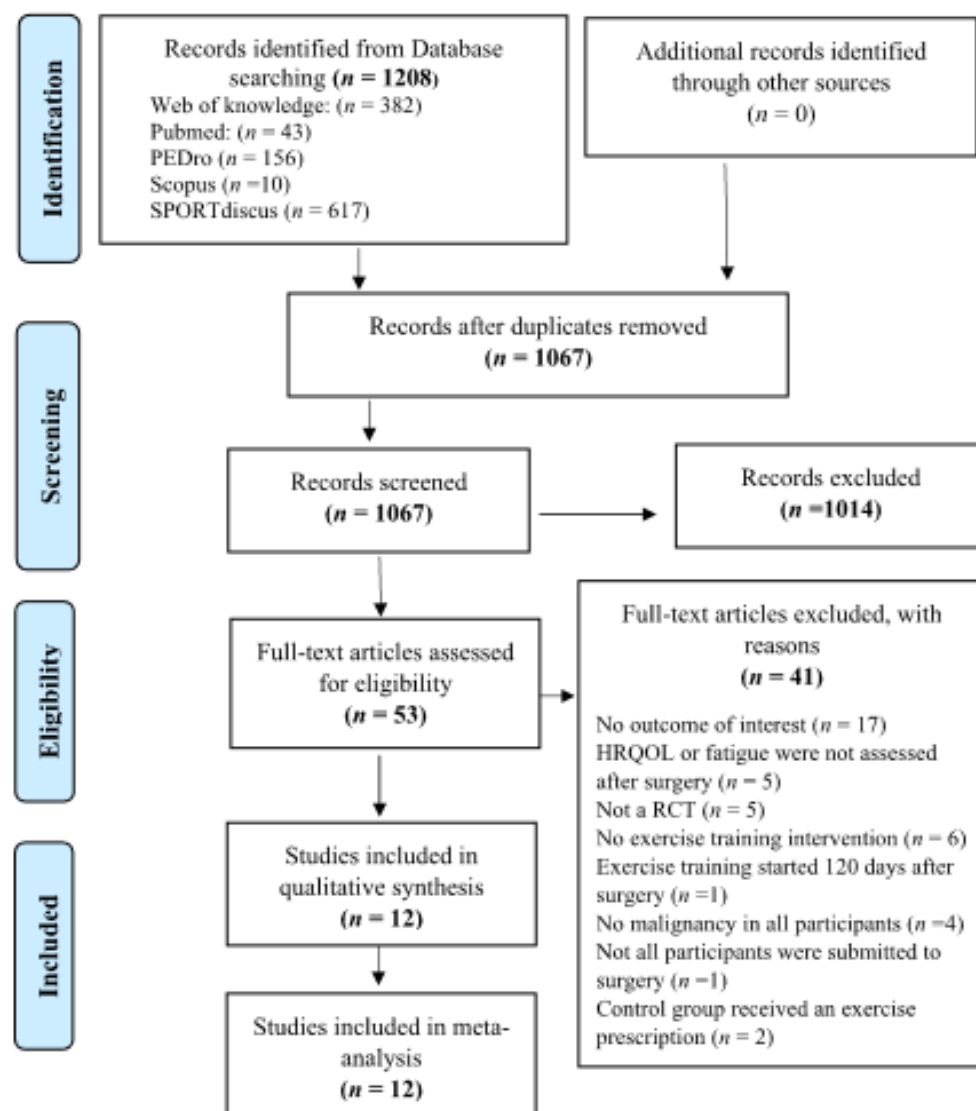 Identification
Records identified from Database
searching (n = 1208)
Web of knowledge: (n = 382)
Pubmed: (n = 43)
PEDro (n = 156)
Scopus (n =10)
SPORTdiscus (n = 617)
Additional records identified
through other sources
(n = 0)
Screening
Records after duplicates removed
(n = 1067)
Records screened
(n = 1067)
Records excluded
(n =1014)
Eligibility
Full-text articles assessed
for eligibility
(n = 53)
Full-text articles excluded, with
reasons
(n = 41)
No outcome of interest (n = 17)
HRQOL or fatigue were not assessed
after surgery (n = 5)
Not a RCT (n = 5)
No exercise training intervention (n = 6)
Exercise training started 120 days after
surgery (n =1)
No malignancy in all participants (n =4)
Not all participants were submitted to
surgery (n =1)
Control group received an exercise
prescription (n = 2)
Included
Studies included in
qualitative synthesis
(n = 12)
Studies included in meta-
analysis
(n = 12)